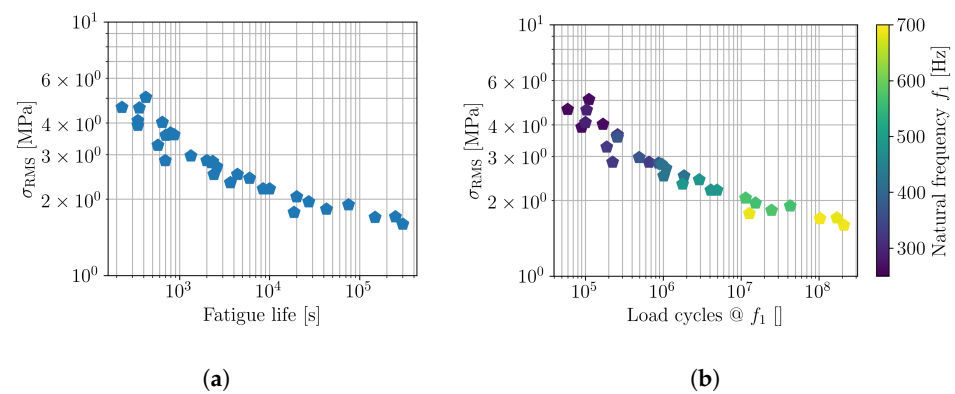 10¹
6 × 10⁰
4 × 10⁰
3 × 10⁰
2 × 10⁰
10⁰
σRMS [MPa]
10³
10⁴
10⁵
Fatigue life [s]
(a)
10¹
6 × 10⁰
4 × 10⁰
3 × 10⁰
2 × 10⁰
10⁰
σRMS [MPa]
10⁵
10⁶
10⁷
10⁸
Load cycles @ f₁ []
(b)
700
600
500
400
300
Natural frequency f₁ [Hz]